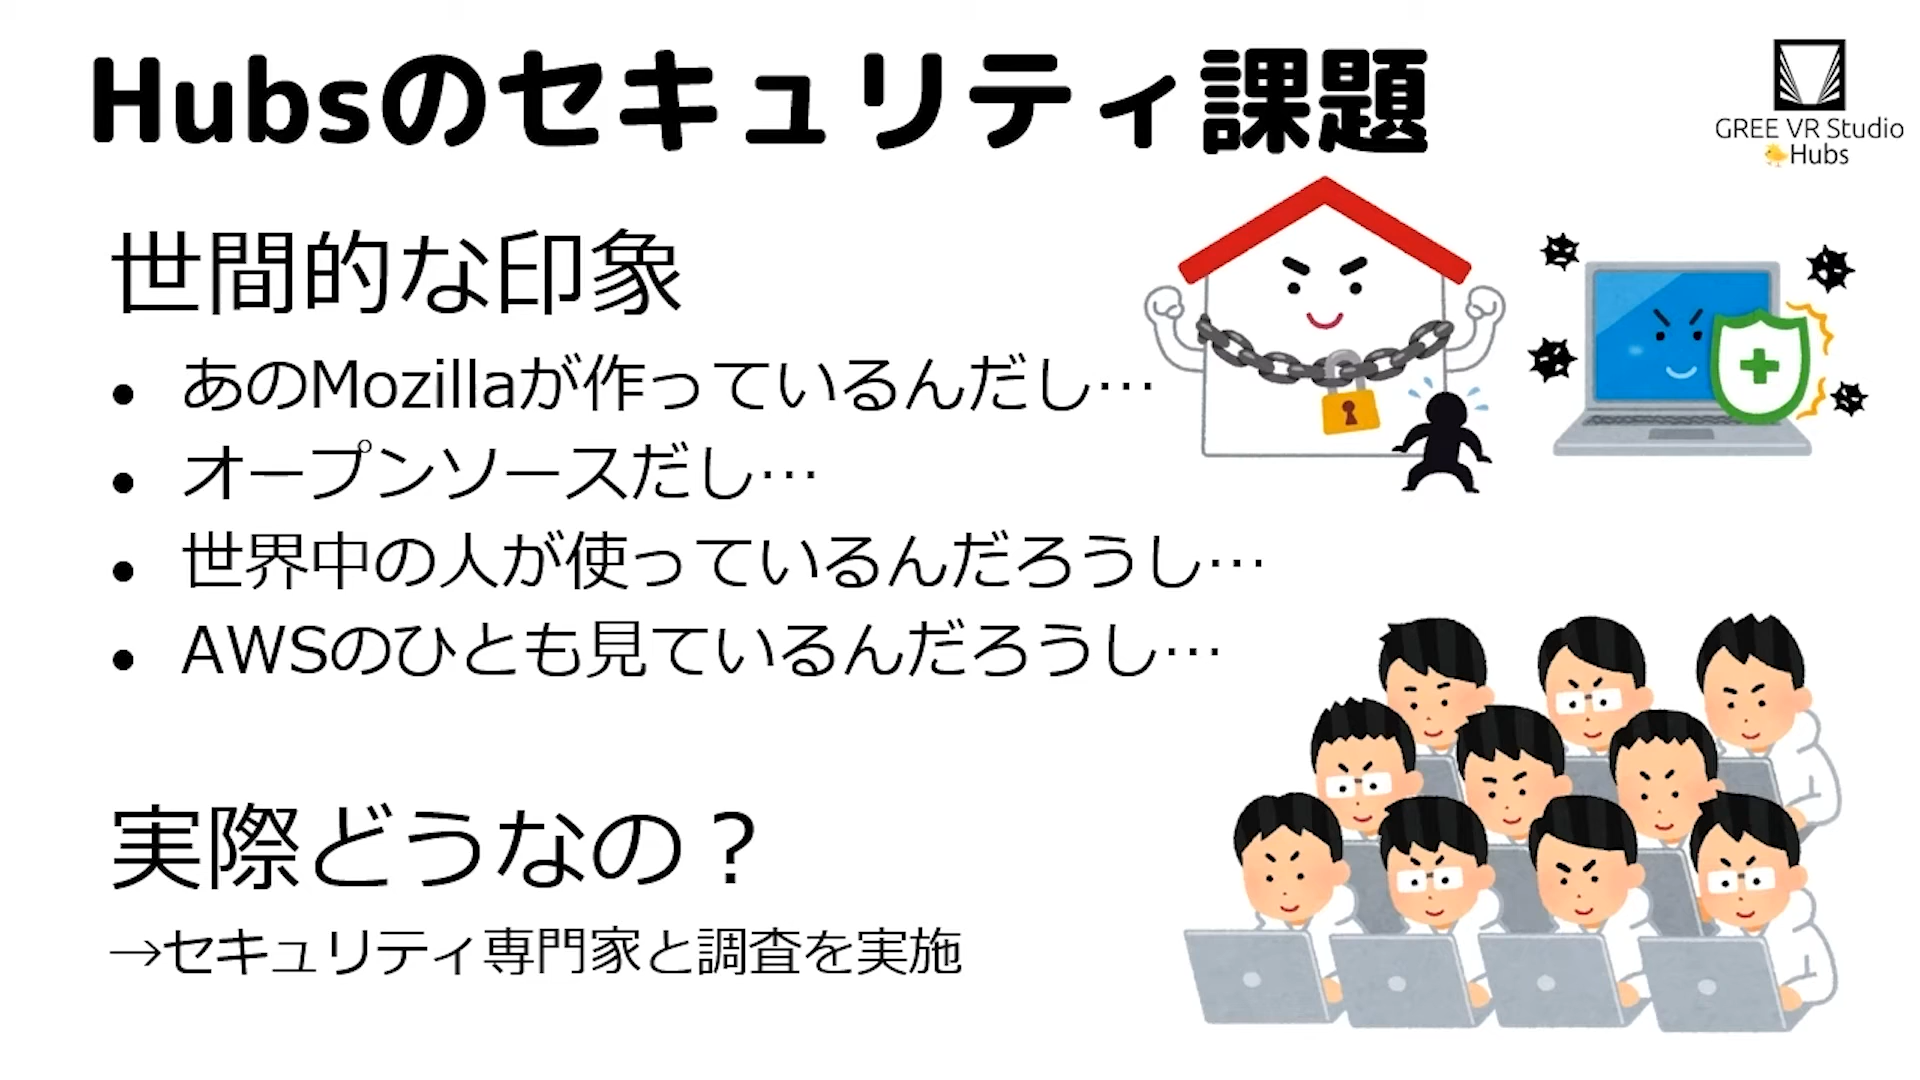 Hubsのセキュリティ課題
GREE VR Studio
Hubs
世間的な印象
● あのMozillaが作っているんだし…
● オープンソースだし…
● 世界中の人が使っているんだろうし…
● AWSのひとも見ているんだろうし…
実際どうなの？
→セキュリティ専門家と調査を実施